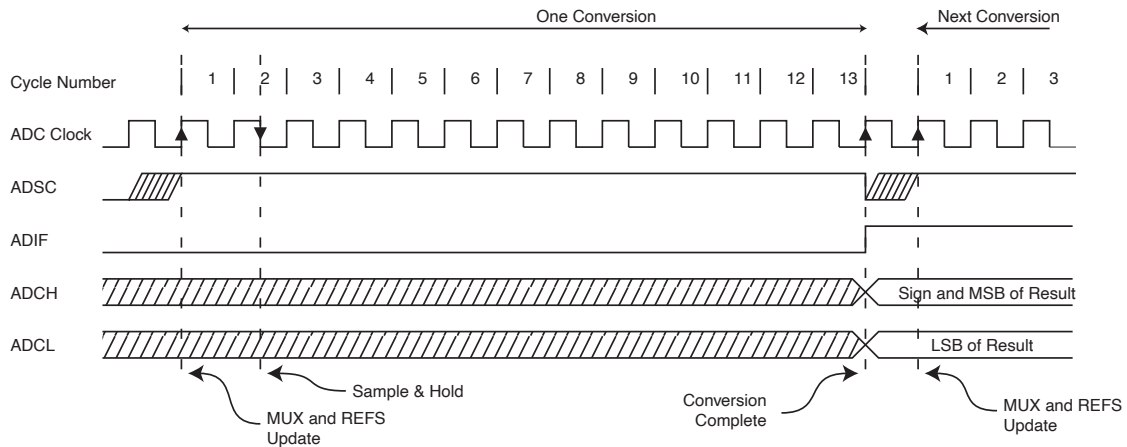 One Conversion
Next Conversion
Cycle Number
1 2 3 4 5 6 7 8 9 10 11 12 13 1 2 3
ADC Clock
ADSC
ADIF
ADCH
Sign and MSB of Result
ADCL
LSB of Result
MUX and REFS
Update
Sample & Hold
Conversion
Complete
MUX and REFS
Update